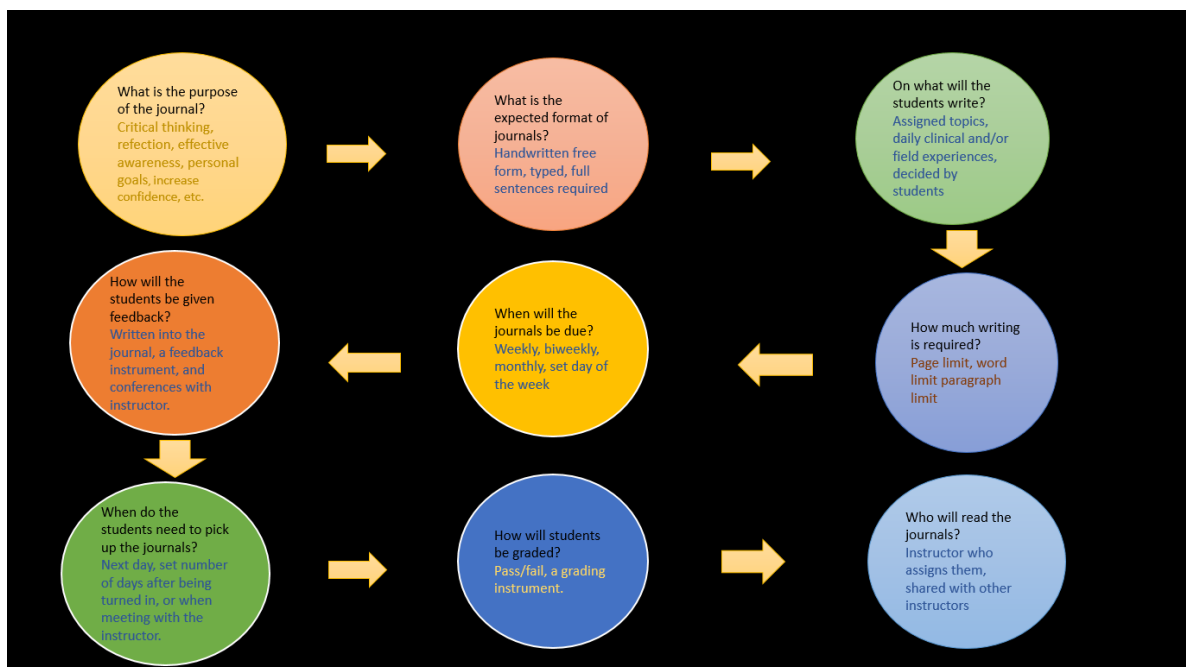 What is the purpose
of the journal?
Critical thinking,
refection, effective
awareness, personal
goals, increase
confidence, etc.
What is the
expected format of
journals?
Handwritten free
form, typed, full
sentences required
On what will the
students write?
Assigned topics,
daily clinical and/or
field experiences,
decided by
students
How much writing
is required?
Page limit, word
limit paragraph
limit
When will the
journals be due?
Weekly, biweekly,
monthly, set day of
the week
How will the
students be given
feedback?
Written into the
journal, a feedback
instrument, and
conferences with
instructor.
When do the
students need to pick
up the journals?
Next day, set number
of days after being
turned in, or when
meeting with the
instructor.
How will students
be graded?
Pass/fail, a grading
instrument.
Who will read the
journals?
Instructor who
assigns them,
shared with other
instructors